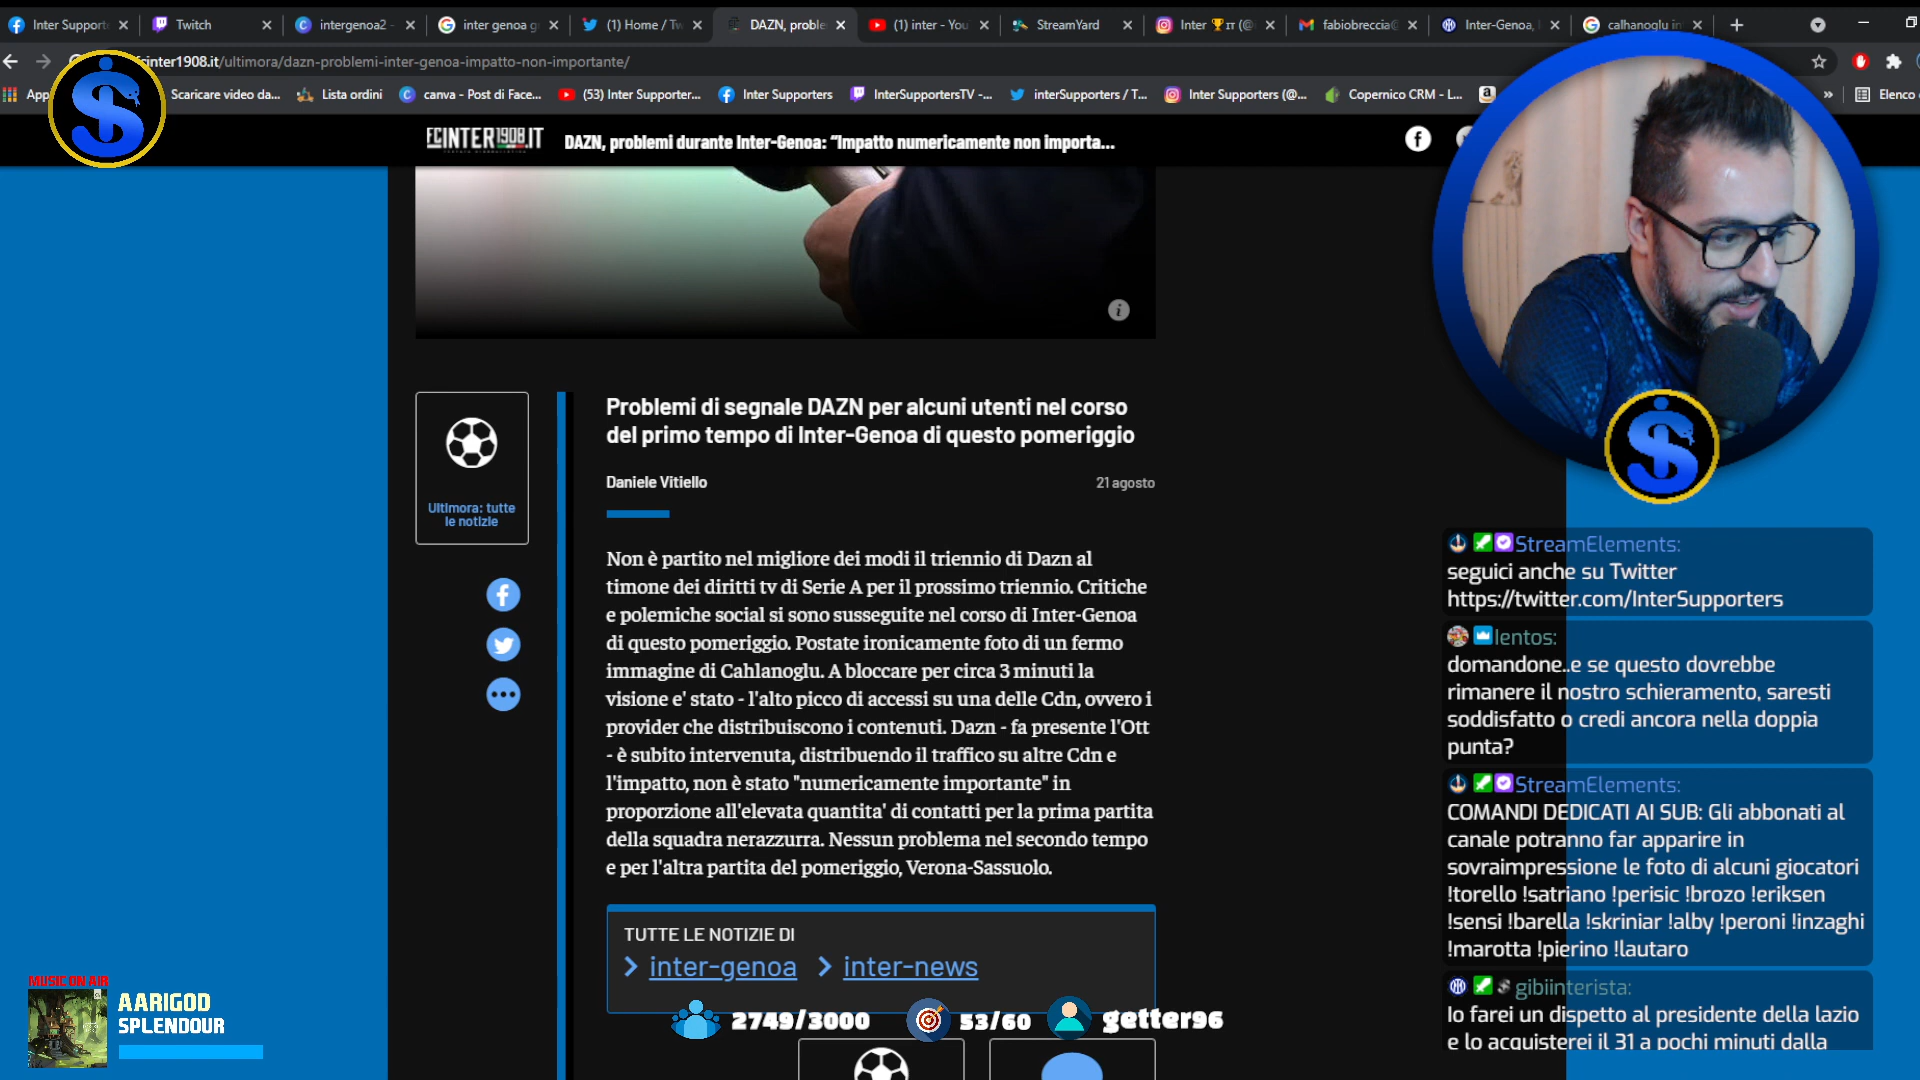 Inter Support
Twitch
intergenoa2 -
inter genoa g
(1) Home / Tw
DAZN, proble
(1) inter - You
StreamYard
Inter 🏆IT (@
fabiobreccia@
Inter-Genoa,
calhanoglu in
cinter1908.it/ultimora/dazn-problemi-inter-genoa-impatto-non-importante/
App
Scaricare video da...
Lista ordini
canva - Post di Face...
(53) Inter Supporter...
Inter Supporters
InterSupportersTV -...
interSupporters / T...
Inter Supporters (@...
Copernico CRM - L...
»
Elenco
FCINTER1908.IT
DAZN, problemi durante Inter-Genoa: “Impatto numericamente non importa...
Problemi di segnale DAZN per alcuni utenti nel corso
del primo tempo di Inter-Genoa di questo pomeriggio
Daniele Vitiello
21 agosto
Ultimora: tutte
le notizie
Non è partito nel migliore dei modi il triennio di Dazn al
timone dei diritti tv di Serie A per il prossimo triennio. Critiche
e polemiche social si sono susseguite nel corso di Inter-Genoa
di questo pomeriggio. Postate ironicamente foto di un fermo
immagine di Cahlanoglu. A bloccare per circa 3 minuti la
visione e' stato - l'alto picco di accessi su una delle Cdn, ovvero i
provider che distribuiscono i contenuti. Dazn - fa presente l'Ott
- è subito intervenuta, distribuendo il traffico su altre Cdn e
l'impatto, non è stato "numericamente importante" in
proporzione all'elevata quantita' di contatti per la prima partita
della squadra nerazzurra. Nessun problema nel secondo tempo
e per l'altra partita del pomeriggio, Verona-Sassuolo.
TUTTE LE NOTIZIE DI
inter-genoa
inter-news
StreamElements:
seguici anche su Twitter
https://twitter.com/InterSupporters
lentos:
domandone..e se questo dovrebbe
rimanere il nostro schieramento, saresti
soddisfatto o credi ancora nella doppia
punta?
StreamElements:
COMANDI DEDICATI AI SUB: Gli abbonati al
canale potranno far apparire in
sovraimpressione le foto di alcuni giocatori
!torello !satriano !perisic !brozo !eriksen
!sensi !barella !skriniar !alby !peroni !inzaghi
!marotta !pierino !lautaro
gibiinterista:
Io farei un dispetto al presidente della lazio
e lo acquisterei il 31 a pochi minuti dalla
MUSIC ON AIR
AARIGOD
SPLENDOUR
2749/3000
53/60
getter96